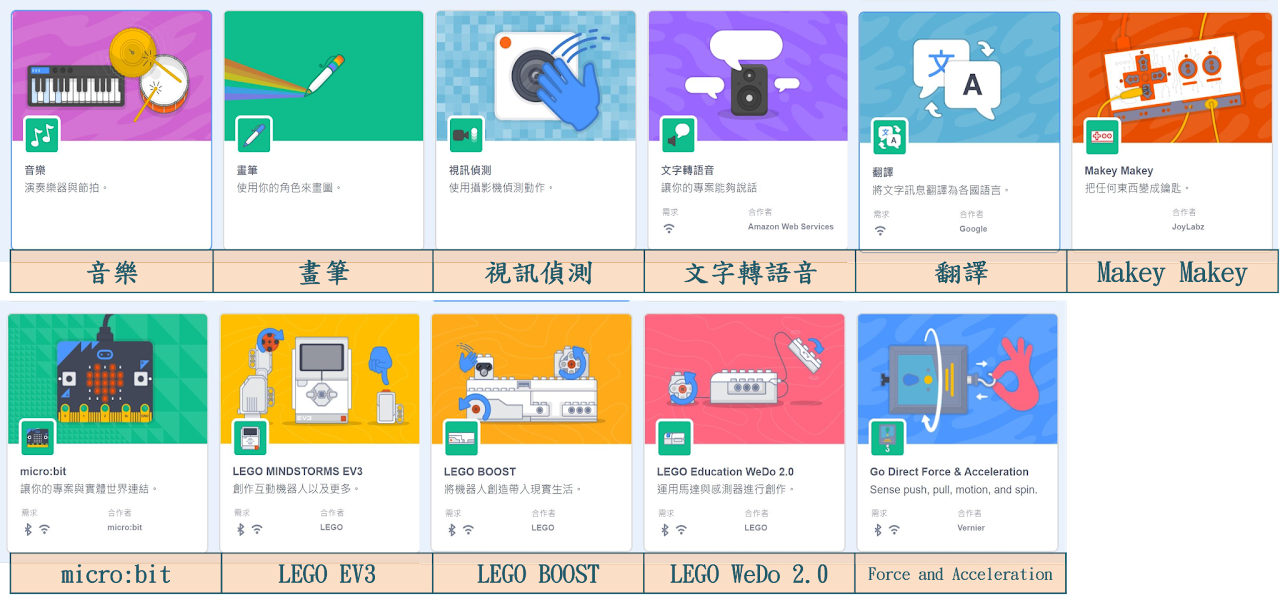 音樂
演奏樂器與節拍。
畫筆
使用你的角色來畫圖。
視訊偵測
使用攝影機偵測動作。
文字轉語音
讓你的專案能夠說話
需求
合作者
Amazon Web Services
文
A
翻譯
將文字訊息翻譯為各國語言。
需求
合作者
Google
Makey Makey
把任何東西變成鑰匙。
合作者
JoyLabz
音樂
畫筆
視訊偵測
文字轉語音
翻譯
Makey Makey
micro:bit
讓你的專案與實體世界連結。
需求
合作者
micro:bit
EV3
LEGO MINDSTORMS EV3
創作互動機器人以及更多。
需求
合作者
LEGO
LEGO BOOST
將機器人創造帶入現實生活。
需求
合作者
LEGO
LEGO Education WeDo 2.0
運用馬達與感測器進行創作。
需求
合作者
LEGO
Go Direct Force & Acceleration
Sense push, pull, motion, and spin.
需求
合作者
Vernier
micro:bit
LEGO EV3
LEGO BOOST
LEGO WeDo 2.0
Force and Acceleration